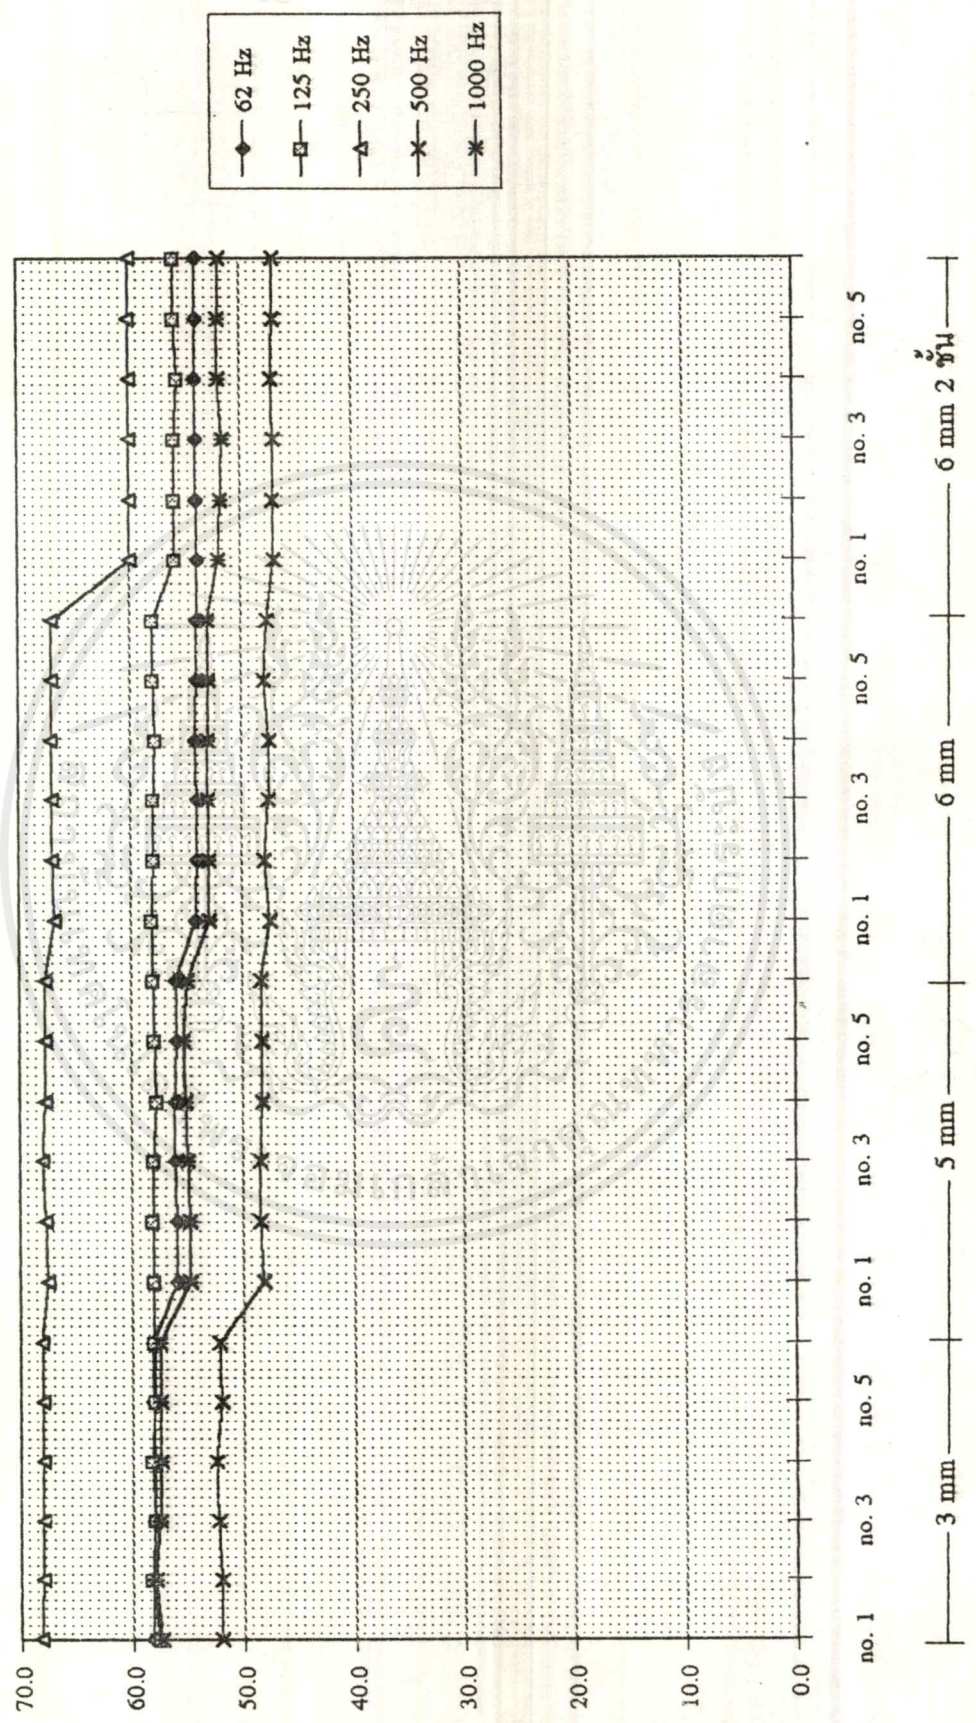 62 Hz
125 Hz
250 Hz
500 Hz
1000 Hz
70.0
60.0
50.0
40.0
30.0
20.0
10.0
0.0
no. 1
no. 3
no. 5
no. 1
no. 3
no. 5
no. 1
no. 3
no. 5
no. 1
no. 3
no. 5
3 mm
5 mm
6 mm
6 mm 2 ชั้น